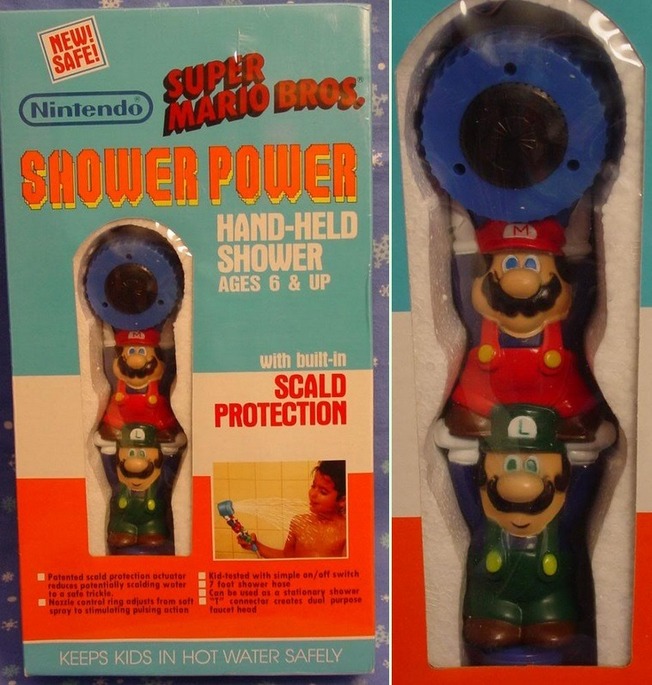 NEW!
SAFE!
Nintendo®
SUPER
MARIO BROS.®
SHOWER POWER
HAND-HELD
SHOWER
AGES 6 & UP
with built-in
SCALD
PROTECTION
Patented scald protection actuator
reduces potentially scalding water
to a safe trickle.
Nozzle control ring adjusts from soft
spray to stimulating pulsing action
Kid-tested with simple on/off switch
7 foot shower hose
Can be used as a stationary shower
"T" connector creates dual purpose
faucet head
KEEPS KIDS IN HOT WATER SAFELY
M
L
M
L